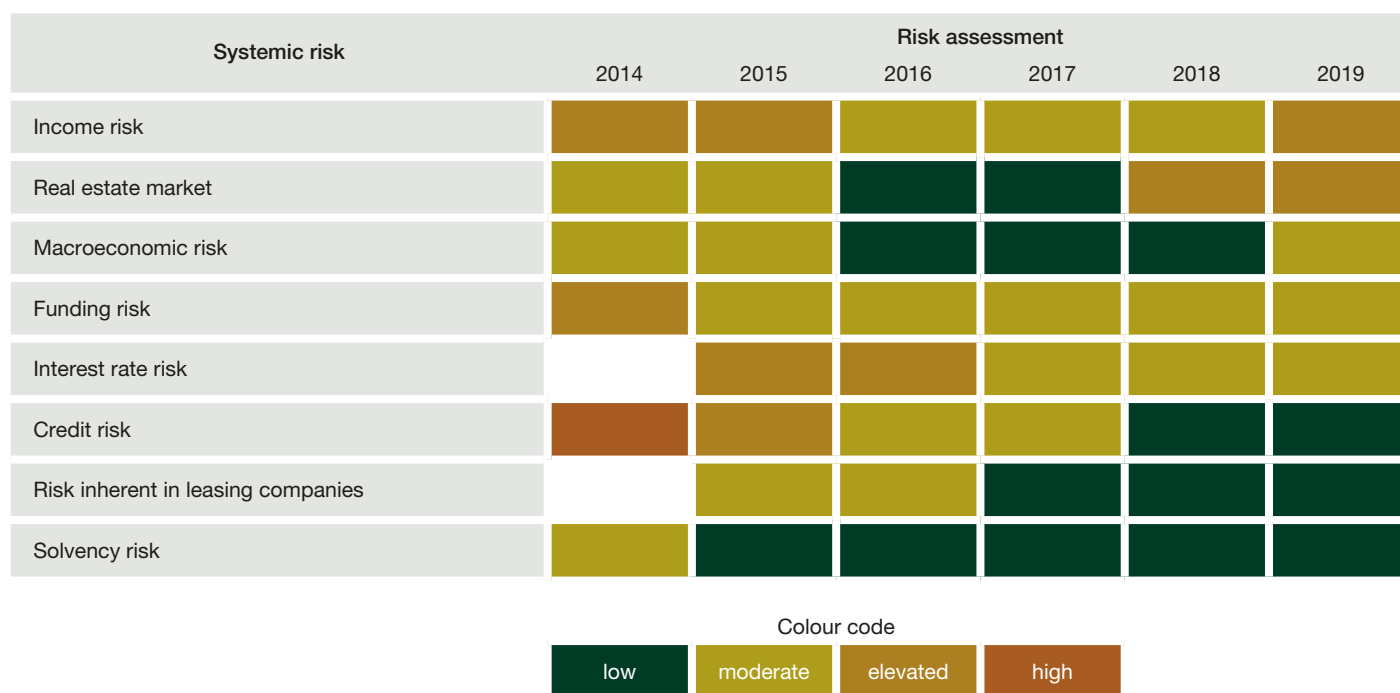 Systemic risk
Risk assessment
2014 2015 2016 2017 2018 2019
Income risk
Real estate market
Macroeconomic risk
Funding risk
Interest rate risk
Credit risk
Risk inherent in leasing companies
Solvency risk
Colour code
low moderate elevated high